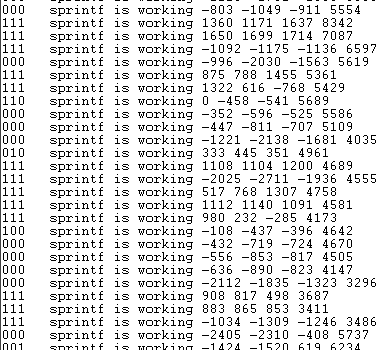 000 sprintf is working -803 -1049 -911 5554
111 sprintf is working 1360 1171 1637 8342
111 sprintf is working 1650 1699 1714 7087
111 sprintf is working -1092 -1175 -1136 6597
000 sprintf is working -996 -2030 -1563 5619
111 sprintf is working 875 788 1455 5361
111 sprintf is working 1322 616 -768 5429
110 sprintf is working 0 -458 -541 5689
000 sprintf is working -352 -596 -525 5586
000 sprintf is working -447 -811 -707 5109
000 sprintf is working -1221 -2138 -1681 4035
010 sprintf is working 333 445 351 4961
111 sprintf is working 1108 1104 1200 4689
111 sprintf is working -2025 -2711 -1936 4555
111 sprintf is working 517 768 1307 4758
111 sprintf is working 1112 1140 1091 4581
111 sprintf is working 980 232 -285 4173
100 sprintf is working -108 -437 -396 4642
000 sprintf is working -432 -719 -724 4670
000 sprintf is working -556 -853 -817 4505
000 sprintf is working -636 -890 -823 4147
000 sprintf is working -2112 -1835 -1323 3296
111 sprintf is working 908 817 498 3687
111 sprintf is working 883 865 853 3411
111 sprintf is working -1034 -1309 -1246 3486
000 sprintf is working -2405 -2310 -408 5737
001 sprintf is working -1424 -1520 619 6234